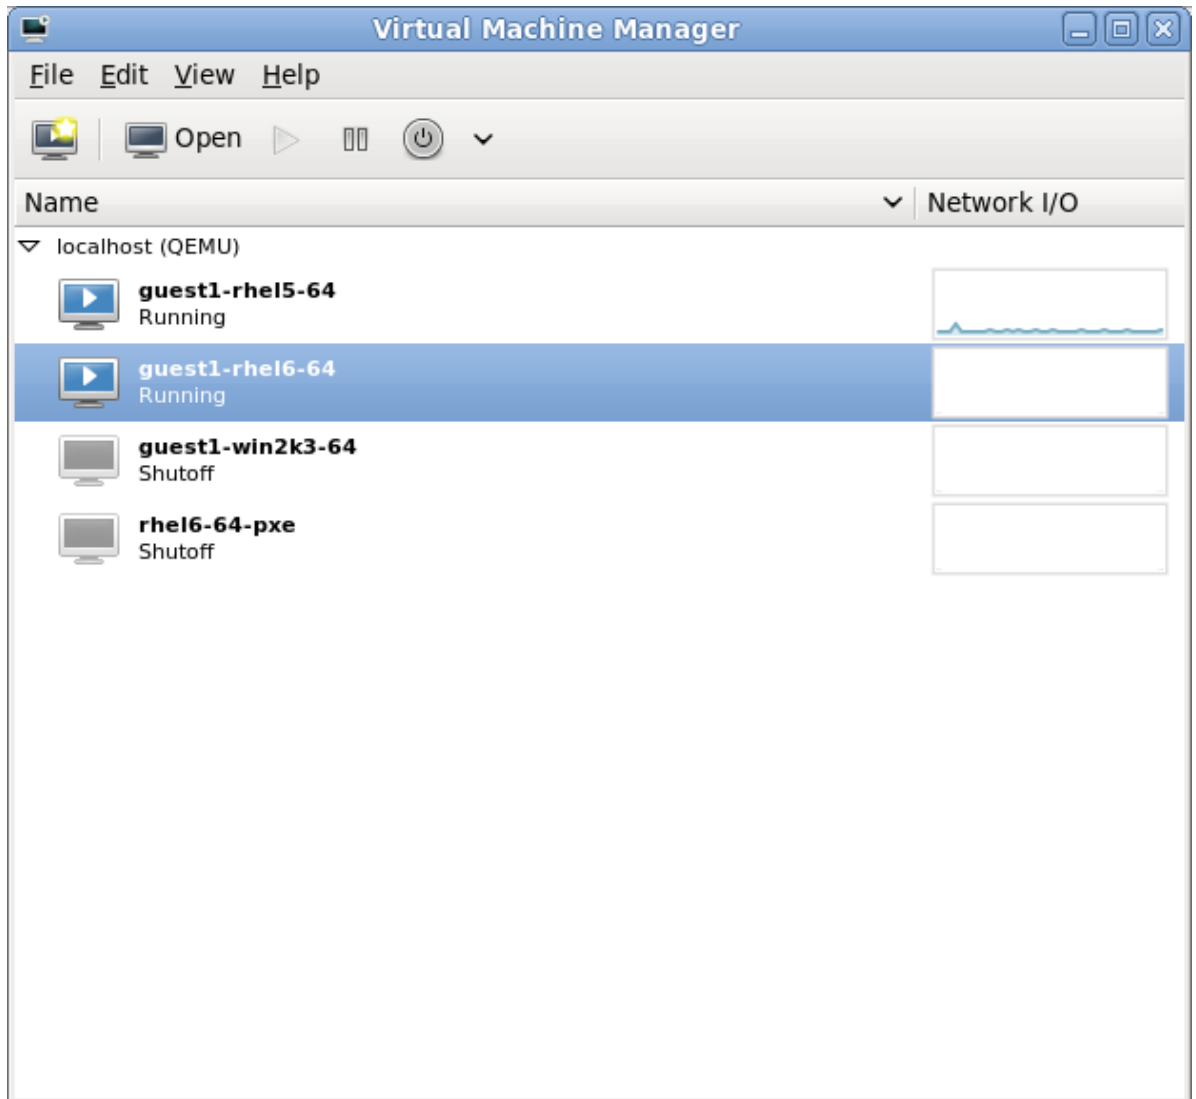 Virtual Machine Manager
File Edit View Help
Open
Name Network I/O
localhost (QEMU)
guest1-rhel5-64
Running
guest1-rhel6-64
Running
guest1-win2k3-64
Shutoff
rhel6-64-pxe
Shutoff